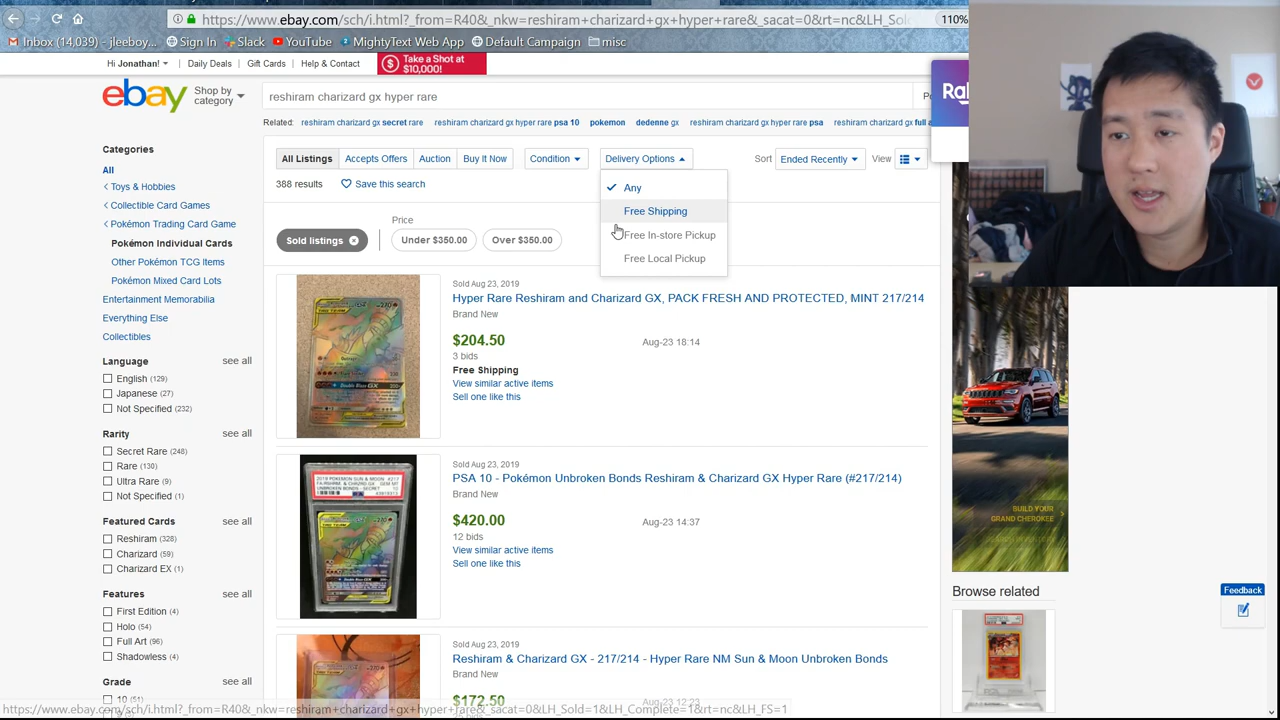 https://www.ebay.com/sch/i.html?_from=R40&_nkw=reshiram+charizard+gx+hyper+rare&_sacat=0&rt=nc&LH_Sol
110%
Inbox (14,039) - jleeboy...
Sign In
Slack
YouTube
MightyText Web App
Default Campaign
misc
Hi Jonathan!
Daily Deals
Gift Cards
Help & Contact
Take a Shot at
$10,000!
ebay
Shop by
category
reshiram charizard gx hyper rare
Po
Ra
Related:
reshiram charizard gx secret rare
reshiram charizard gx hyper rare psa 10
pokemon
dedenne gx
reshiram charizard gx hyper rare psa
reshiram charizard gx full a
Categories
All
Toys & Hobbies
Collectible Card Games
Pokémon Trading Card Game
Pokémon Individual Cards
Other Pokémon TCG Items
Pokémon Mixed Card Lots
Entertainment Memorabilia
Everything Else
Collectibles
Language
see all
English (129)
Japanese (27)
Not Specified (232)
Rarity
see all
Secret Rare (248)
Rare (130)
Ultra Rare (9)
Not Specified (1)
Featured Cards
see all
Reshiram (328)
Charizard (59)
Charizard EX (1)
Features
see all
First Edition (4)
Holo (54)
Full Art (96)
Shadowless (4)
Grade
see all
10 (51)
All Listings
Accepts Offers
Auction
Buy It Now
Condition
Delivery Options
Sort
Ended Recently
View
388 results
Save this search
Any
Free Shipping
Free In-store Pickup
Free Local Pickup
Price
Sold listings
Under $350.00
Over $350.00
Sold Aug 23, 2019
Hyper Rare Reshiram and Charizard GX, PACK FRESH AND PROTECTED, MINT 217/214
Brand New
$204.50
Aug-23 18:14
3 bids
Free Shipping
View similar active items
Sell one like this
Sold Aug 23, 2019
PSA 10 - Pokémon Unbroken Bonds Reshiram & Charizard GX Hyper Rare (#217/214)
Brand New
$420.00
Aug-23 14:37
12 bids
View similar active items
Sell one like this
Sold Aug 23, 2019
Reshiram & Charizard GX - 217/214 - Hyper Rare NM Sun & Moon Unbroken Bonds
Brand New
$172.50
BUILD YOUR
GRAND CHEROKEE
Browse related
Feedback
https://www.ebay.com/sch/i.html?_from=R40&_nkw=reshiram+charizard+gx+hyper+rare&_sacat=0&LH_Sold=1&LH_Complete=1&rt=nc&LH_FS=1